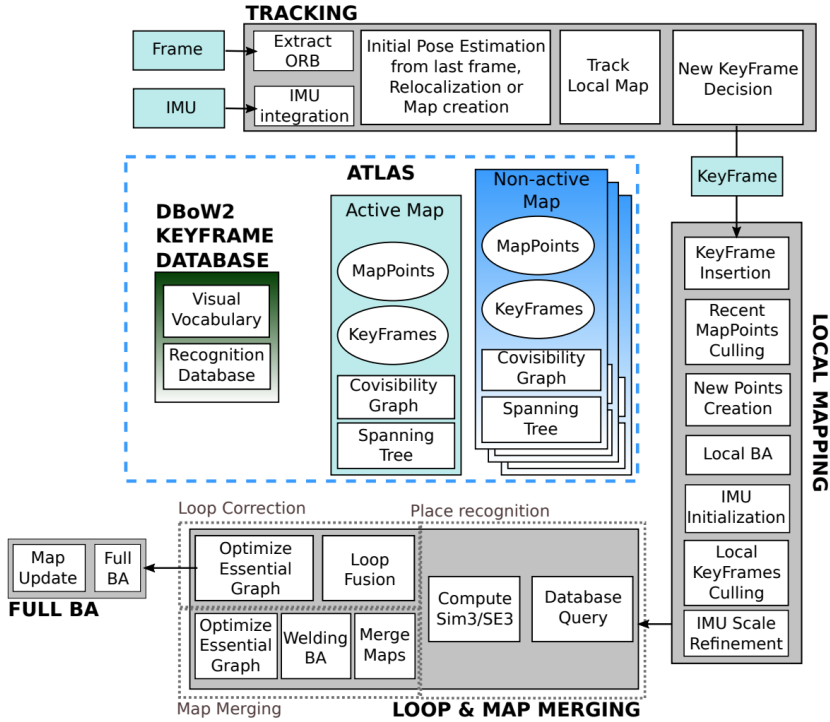 TRACKING
Frame
IMU
Extract
ORB
IMU
integration
Initial Pose Estimation
from last frame,
Relocalization or
Map creation
Track
Local Map
New KeyFrame
Decision
KeyFrame
ATLAS
DBoW2
KEYFRAME
DATABASE
Visual
Vocabulary
Recognition
Database
Active Map
MapPoints
KeyFrames
Covisibility
Graph
Spanning
Tree
Non-active
Map
MapPoints
KeyFrames
Covisibility
Graph
Spanning
Tree
LOCAL MAPPING
KeyFrame
Insertion
Recent
MapPoints
Culling
New Points
Creation
Local BA
IMU
Initialization
Local
KeyFrames
Culling
IMU Scale
Refinement
Loop Correction
Place recognition
Optimize
Essential
Graph
Loop
Fusion
Compute
Sim3/SE3
Database
Query
Optimize
Essential
Graph
Welding
BA
Merge
Maps
Map Merging
LOOP & MAP MERGING
Map
Update
Full
BA
FULL BA